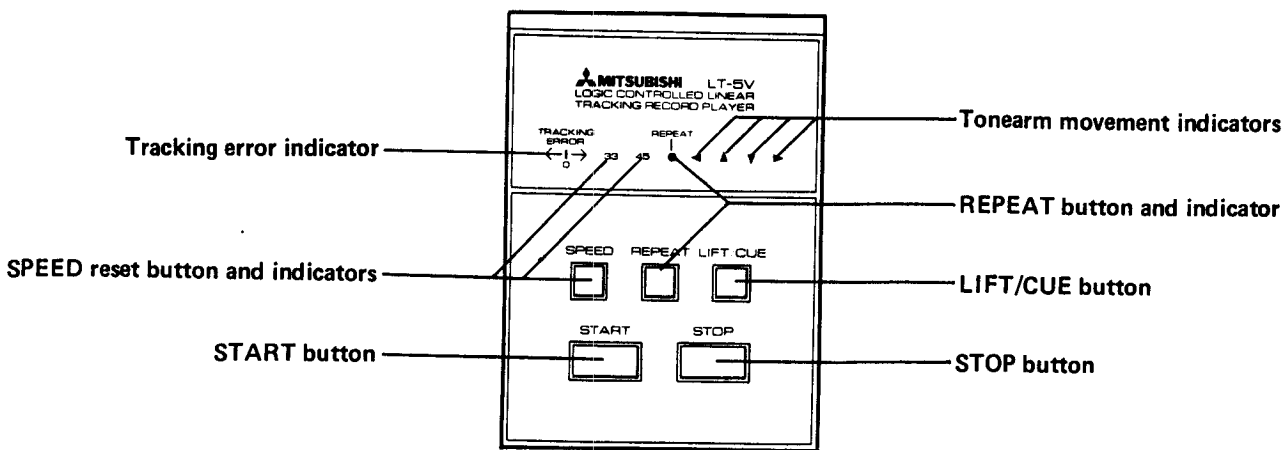 MITSUBISHI LT-5V
LOGIC CONTROLLED LINEAR
TRACKING RECORD PLAYER
TRACKING
ERROR
0
33 45
REPEAT
Tracking error indicator
Tonearm movement indicators
REPEAT button and indicator
SPEED REPEAT LIFT CUE
SPEED reset button and indicators
LIFT/CUE button
START STOP
START button
STOP button